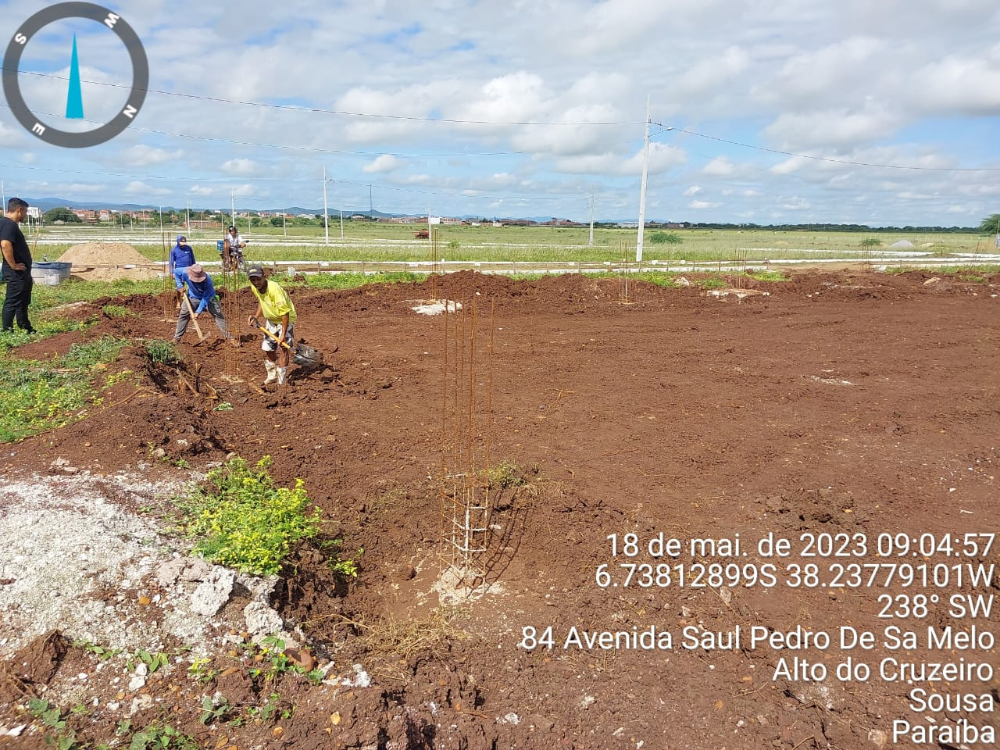 S
W
N
E
18 de mai. de 2023 09:04:57
6.73812899S 38.23779101W
238° SW
84 Avenida Saul Pedro De Sa Melo
Alto do Cruzeiro
Sousa
Paraíba